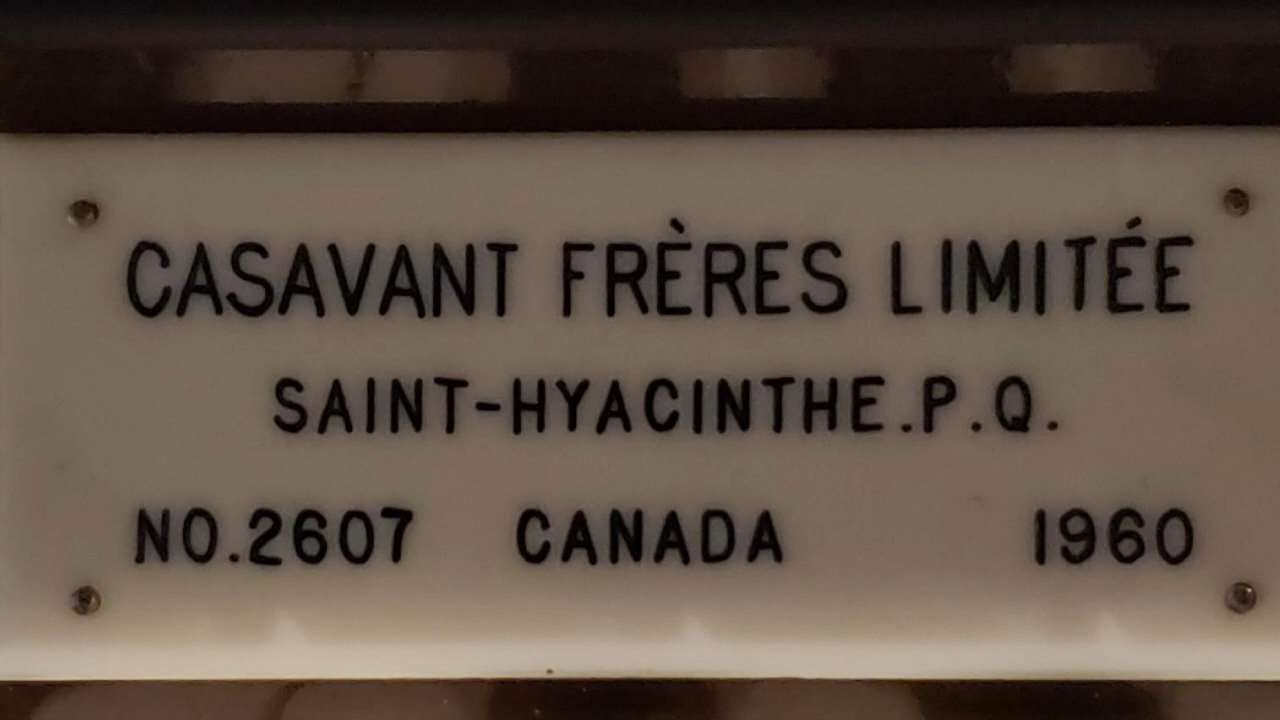 CASAVANT FRÈRES LIMITÉE
SAINT-HYACINTHE.P.Q.
NO.2607 CANADA 1960